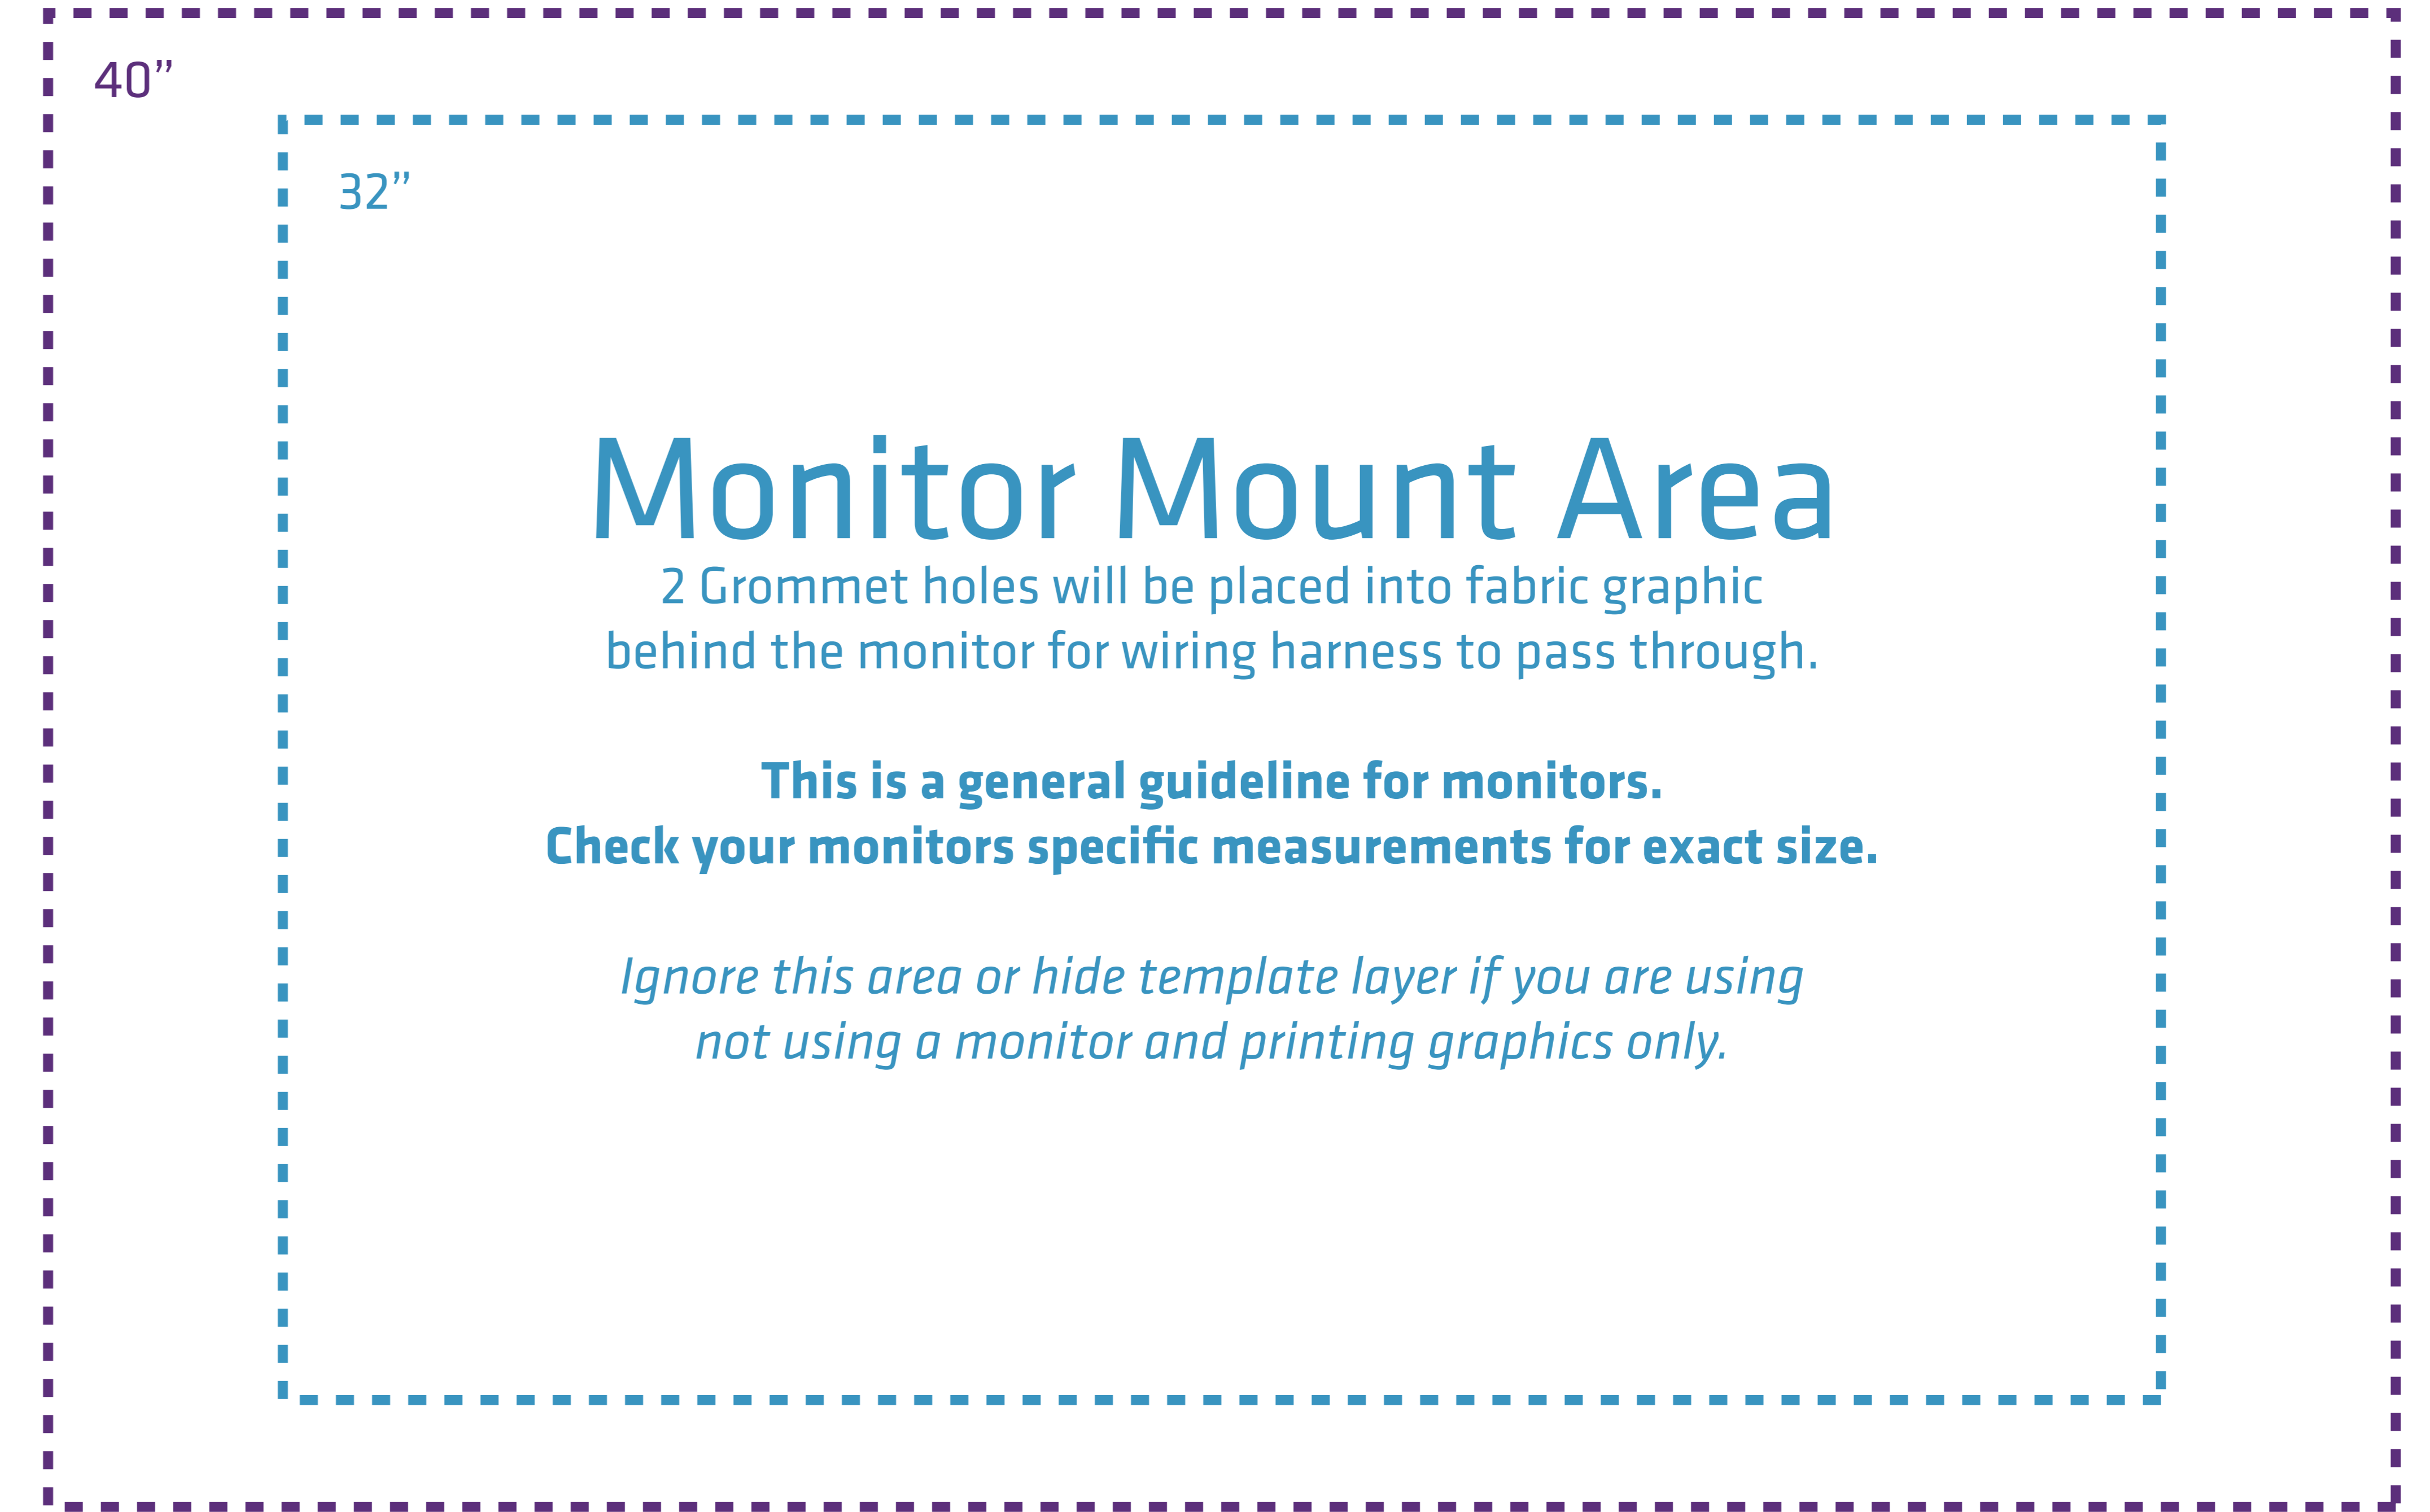 40”
32”
Monitor Mount Area
2 Grommet holes will be placed into fabric graphic
behind the monitor for wiring harness to pass through.
This is a general guideline for monitors.
Check your monitors specific measurements for exact size.
Ignore this area or hide template layer if you are using
not using a monitor and printing graphics only.